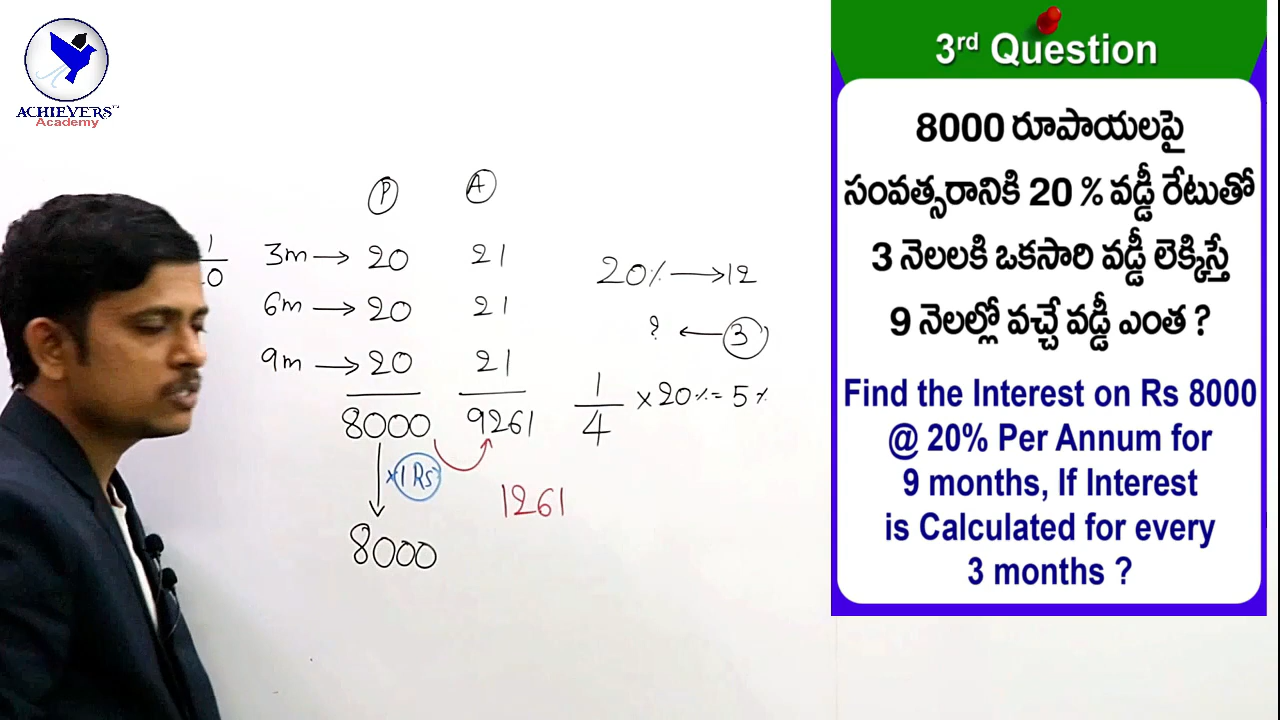 ACHIEVERS™
Academy
3rd Question
8000 రూపాయలపై
సంవత్సరానికి 20 % వడ్డీ రేటుతో
3 నెలలకి ఒకసారి వడ్డీ లెక్కిస్తే
9 నెలల్లో వచ్చే వడ్డీ ఎంత ?
Find the Interest on Rs 8000
@ 20% Per Annum for
9 months, If Interest
is Calculated for every
3 months ?
P A
3m → 20 21
6m → 20 21
9m → 20 21
8000 9261
×1 Rs
8000
1261
20% → 12
? ← 3
1/4 × 20% = 5%